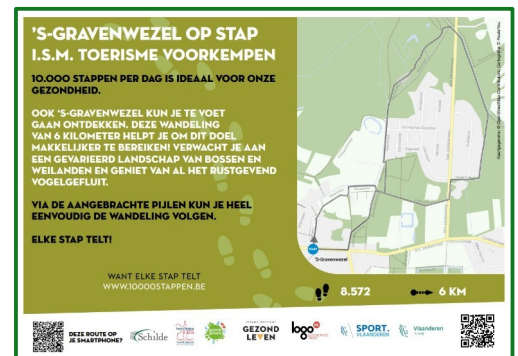 'S-GRAVENWEZEL OP STAP
I.S.M. TOERISME VOORKEMPEN
10.000 STAPPEN PER DAG IS IDEAAL VOOR ONZE
GEZONDHEID.
OOK 'S-GRAVENWEZEL KUN JE TE VOET
GAAN ONTDEKKEN. DEZE WANDELING
VAN 6 KILOMETER HELPT JE OM DIT DOEL
MAKKELIJKER TE BEREIKEN! VERWACHT JE AAN
EEN GEVARIEERD LANDSCHAP VAN BOSSEN EN
WEILANDEN EN GENIET VAN AL HET RUSTGEVEND
VOGELGEFLUIT.
VIA DE AANGEBRACHTE PIJLEN KUN JE HEEL
EENVOUDIG DE WANDELING VOLGEN.
ELKE STAP TELT!
WANT ELKE STAP TELT
WWW.10000STAPPEN.BE
'S-Gravenwezel
8.572
6 KM
DEZE ROUTE OP
JE SMARTPHONE?
Schilde
GEZOND
LEVEN
logo
SPORT.
VLAANDEREN
Vlaanderen